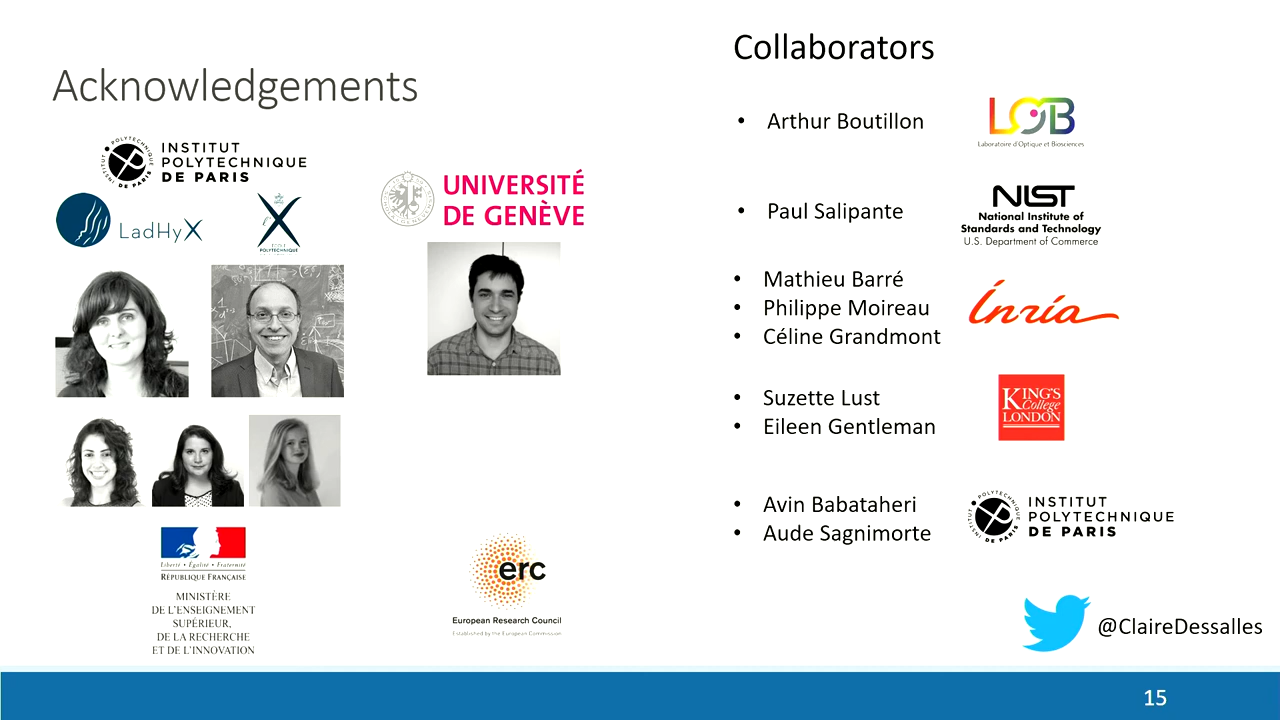 Acknowledgements
INSTITUT
POLYTECHNIQUE
DE PARIS
LadHyX
X
ÉCOLE
POLYTECHNIQUE
UNIVERSITÉ
DE GENÈVE
Liberté • Égalité • Fraternité
RÉPUBLIQUE FRANÇAISE
MINISTÈRE
DE L'ENSEIGNEMENT
SUPÉRIEUR,
DE LA RECHERCHE
ET DE L'INNOVATION
erc
European Research Council
Established by the European Commission
Collaborators
• Arthur Boutillon
LOB
Laboratoire d'Optique et Biosciences
• Paul Salipante
NIST
National Institute of
Standards and Technology
U.S. Department of Commerce
• Mathieu Barré
• Philippe Moireau
• Céline Grandmont
Inria
• Suzette Lust
• Eileen Gentleman
KING'S
College
LONDON
• Avin Babataheri
• Aude Sagnimorte
INSTITUT
POLYTECHNIQUE
DE PARIS
@ClaireDessalles
15